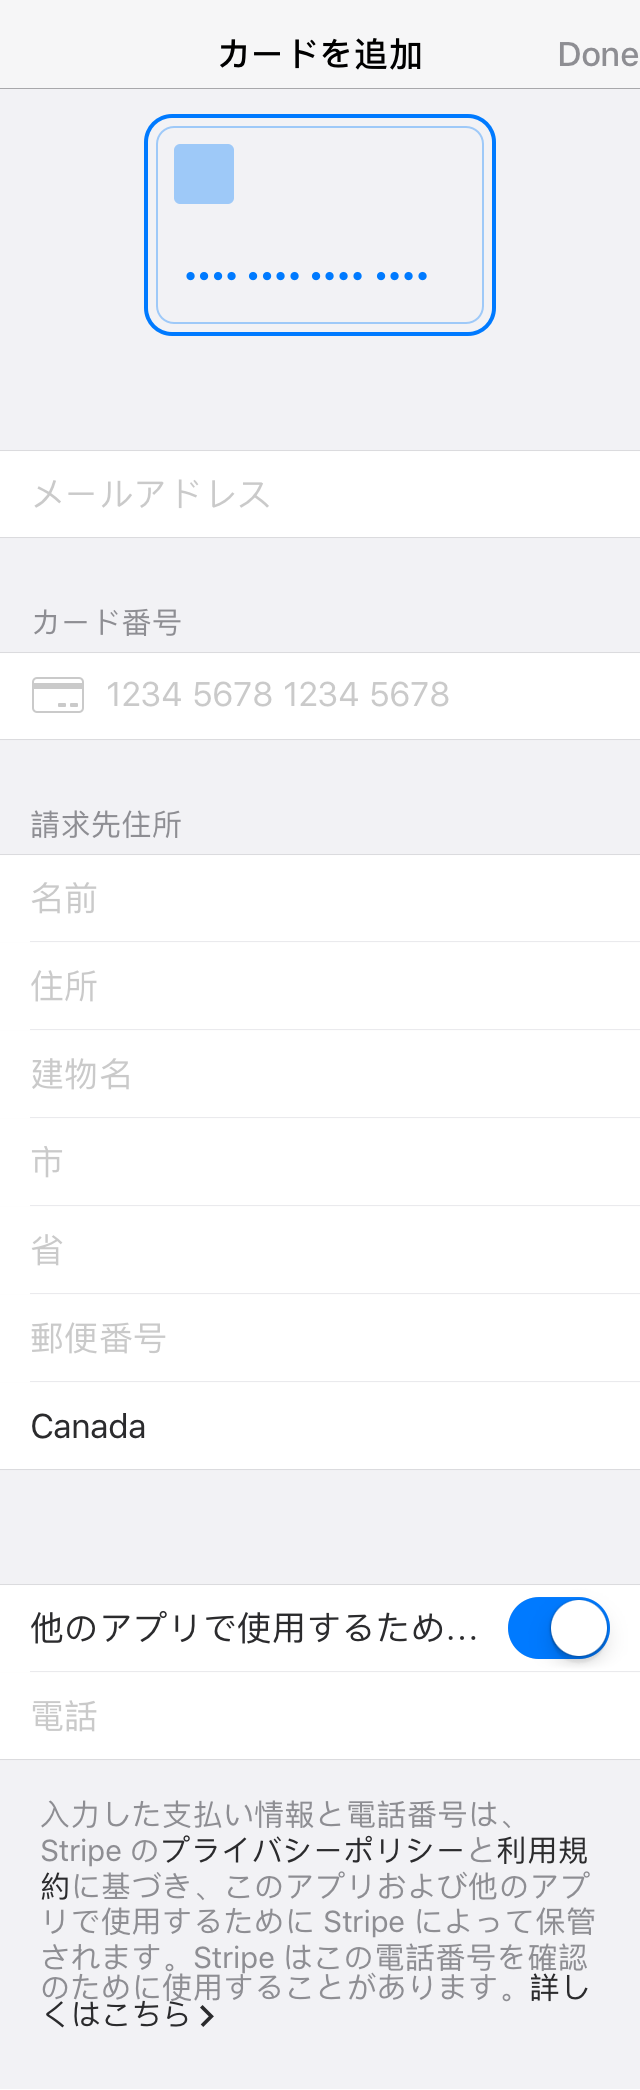 カードを追加
Done
•••• •••• •••• ••••
メールアドレス
カード番号
1234 5678 1234 5678
請求先住所
名前
住所
建物名
市
省
郵便番号
Canada
他のアプリで使用するため...
電話
入力した支払い情報と電話番号は、
Stripe のプライバシーポリシーと利用規
約に基づき、このアプリおよび他のアプ
リで使用するために Stripe によって保管
されます。Stripe はこの電話番号を確認
のために使用することがあります。詳し
くはこちら